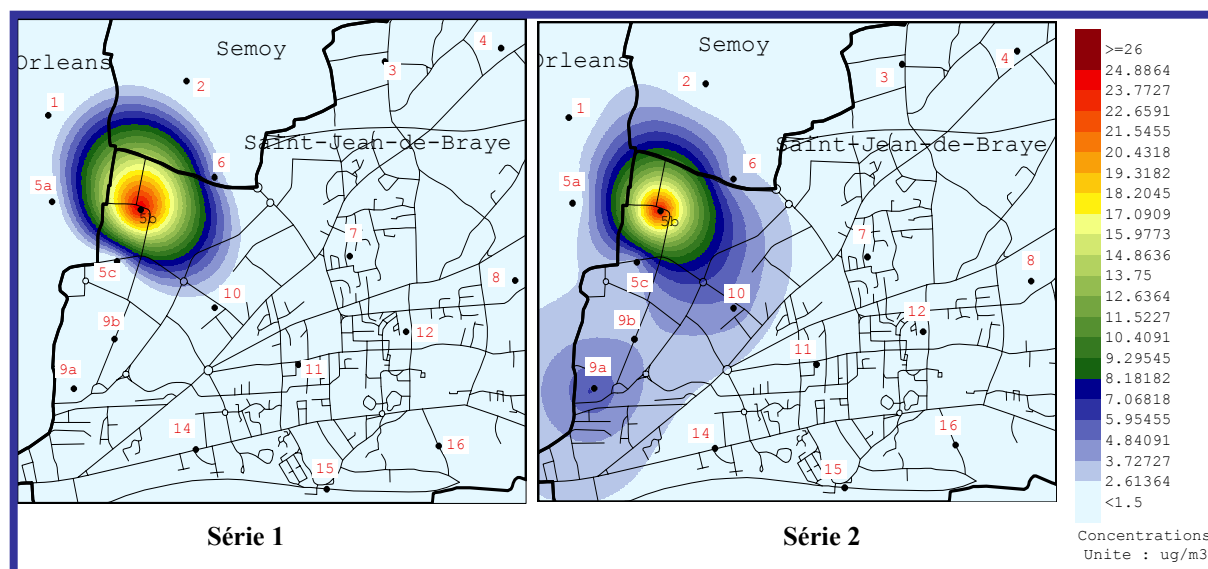 Semoy
Orleans
Saint-Jean-de-Braye
1
2
3
4
5a
6
5b
7
5c
8
9b
10
12
9a
11
14
16
15
Série 1
Semoy
Orleans
Saint-Jean-de-Braye
1
2
3
4
5a
6
5b
7
5c
8
9b
10
12
9a
11
14
16
15
Série 2
>=26
24.8864
23.7727
22.6591
21.5455
20.4318
19.3182
18.2045
17.0909
15.9773
14.8636
13.75
12.6364
11.5227
10.4091
9.29545
8.18182
7.06818
5.95455
4.84091
3.72727
2.61364
<1.5
Concentrations
Unite : ug/m3